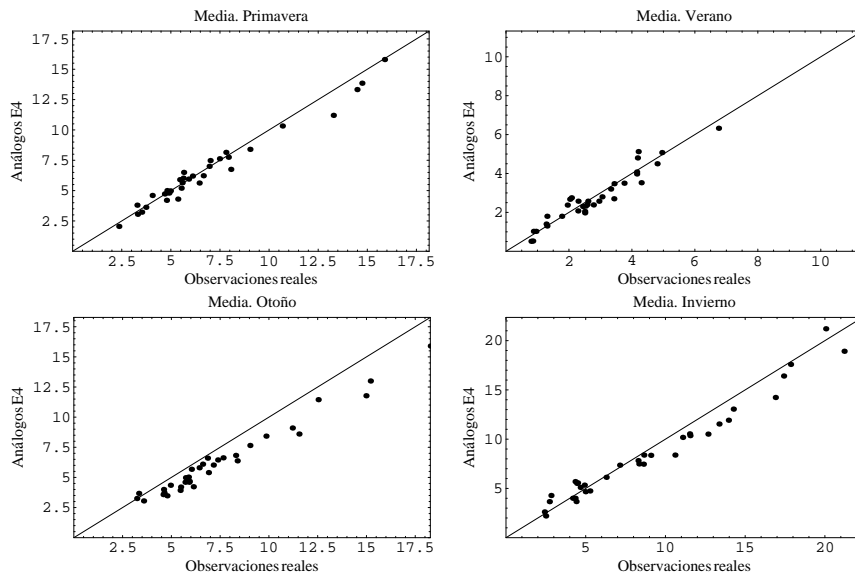 Media. Primavera
17.5
15
12.5
10
7.5
5
2.5
Análogos E4
2.5 5 7.5 10 12.5 15 17.5
Observaciones reales
Media. Verano
10
8
6
4
2
Análogos E4
2 4 6 8 10
Observaciones reales
Media. Otoño
17.5
15
12.5
10
7.5
5
2.5
Análogos E4
2.5 5 7.5 10 12.5 15 17.5
Observaciones reales
Media. Invierno
20
15
10
5
Análogos E4
5 10 15 20
Observaciones reales